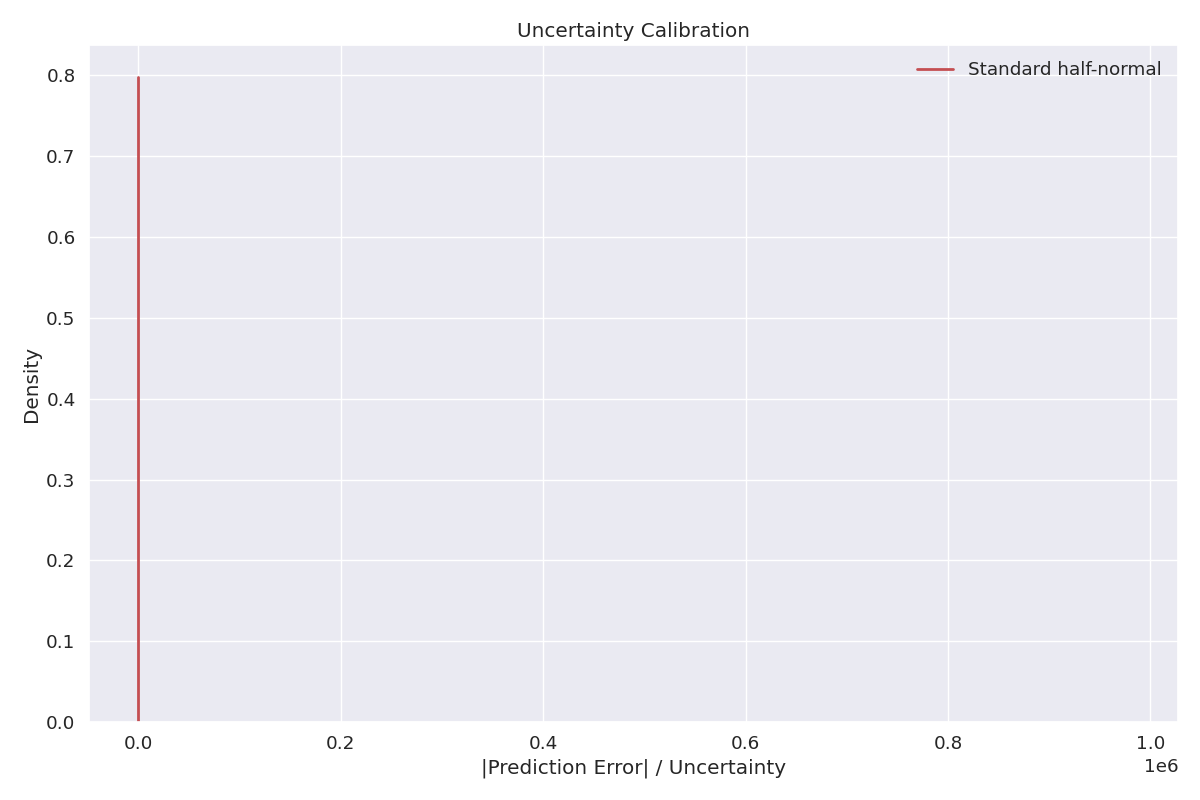 Uncertainty Calibration
Standard half-normal
Density
0.8
0.7
0.6
0.5
0.4
0.3
0.2
0.1
0.0
0.0 0.2 0.4 0.6 0.8 1.0
1e6
|Prediction Error| / Uncertainty